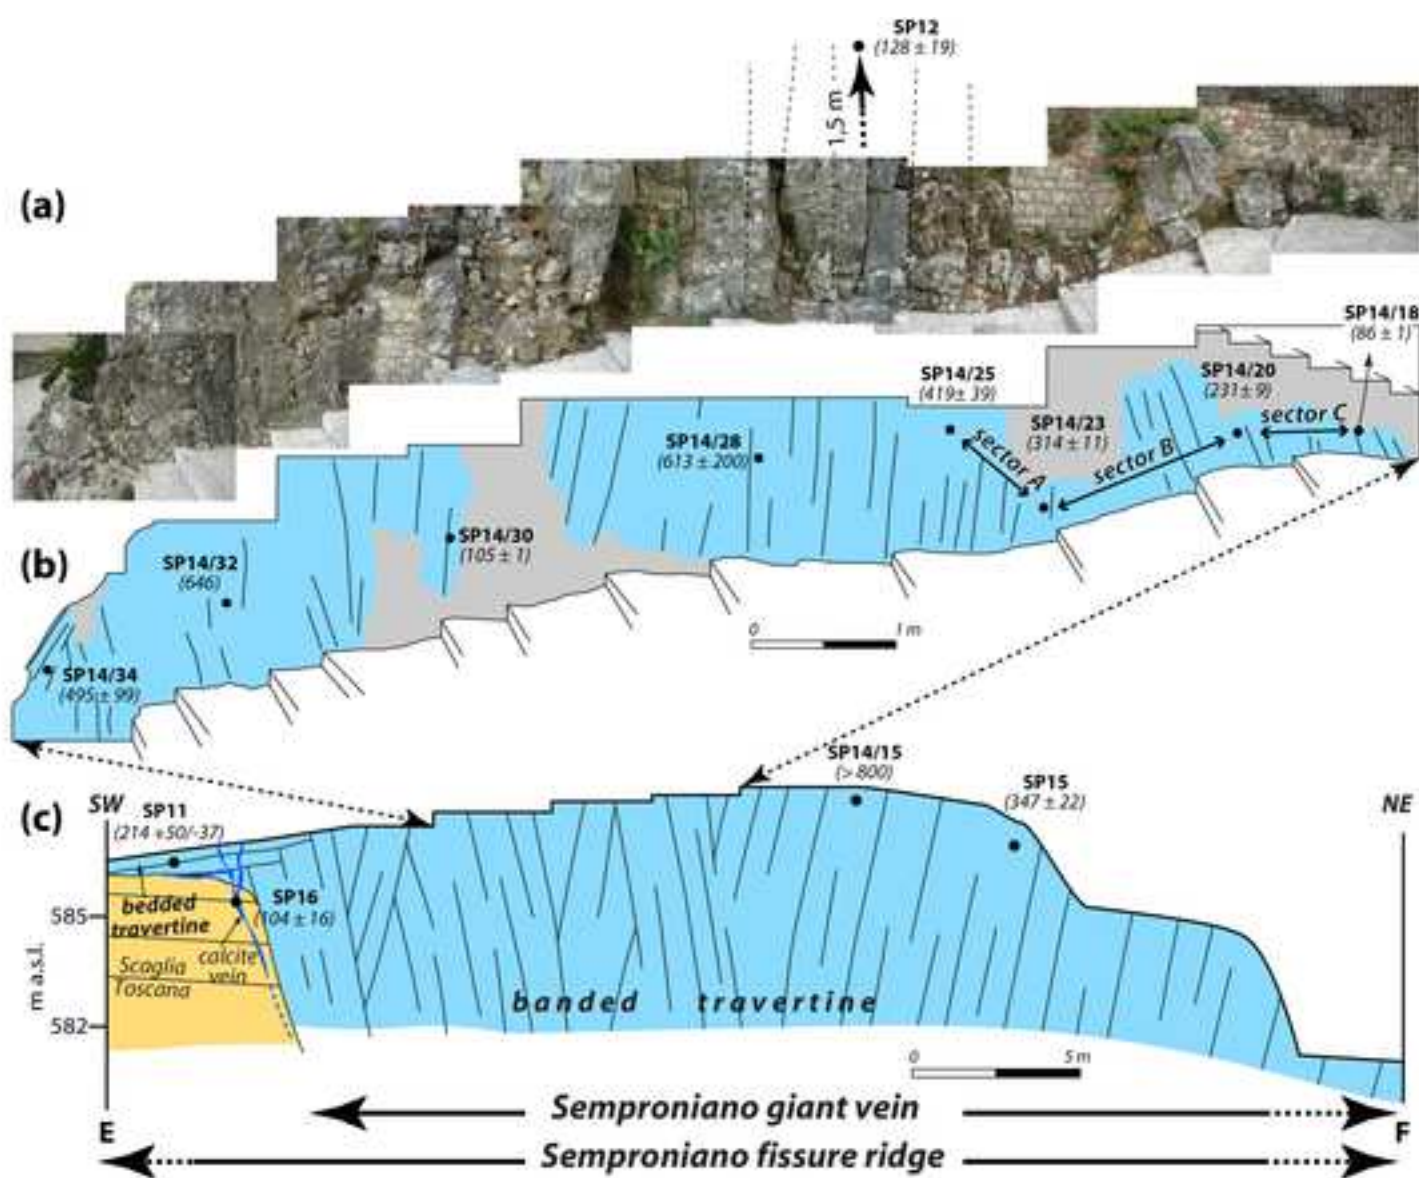 SP12
(128 ± 19)
1,5 m
(a)
SP14/18
(86 ± 1)
SP14/25
(419± 39)
SP14/20
(231± 9)
SP14/23
(314 ± 11)
sector C
SP14/28
(613 ± 200)
sector A
sector B
SP14/30
(105 ± 1)
(b)
SP14/32
(646)
0
1 m
SP14/34
(495 ± 99)
SP14/15
(> 800)
(c)
SW
SP11
(214 +50/-37)
SP15
(347 ± 22)
NE
SP16
(104 ± 16)
bedded
travertine
585
calcite
vein
Scaglia
Toscana
m a.s.l.
banded travertine
582
0
5 m
Semproniano giant vein
E
F
Semproniano fissure ridge